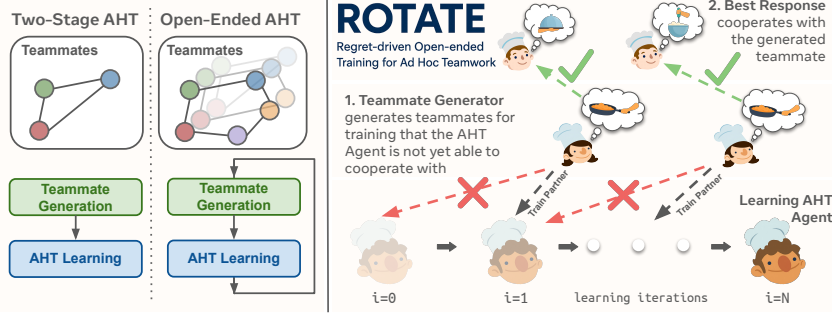 Two-Stage AHT
Teammates
Teammate
Generation
AHT Learning
Open-Ended AHT
Teammates
Teammate
Generation
AHT Learning
ROTATE
Regret-driven Open-ended
Training for Ad Hoc Teamwork
2. Best Response
cooperates with
the generated
teammate
1. Teammate Generator
generates teammates for
training that the AHT
Agent is not yet able to
cooperate with
Train Partner
Train Partner
Learning AHT
Agent
i=0
i=1
learning iterations
i=N